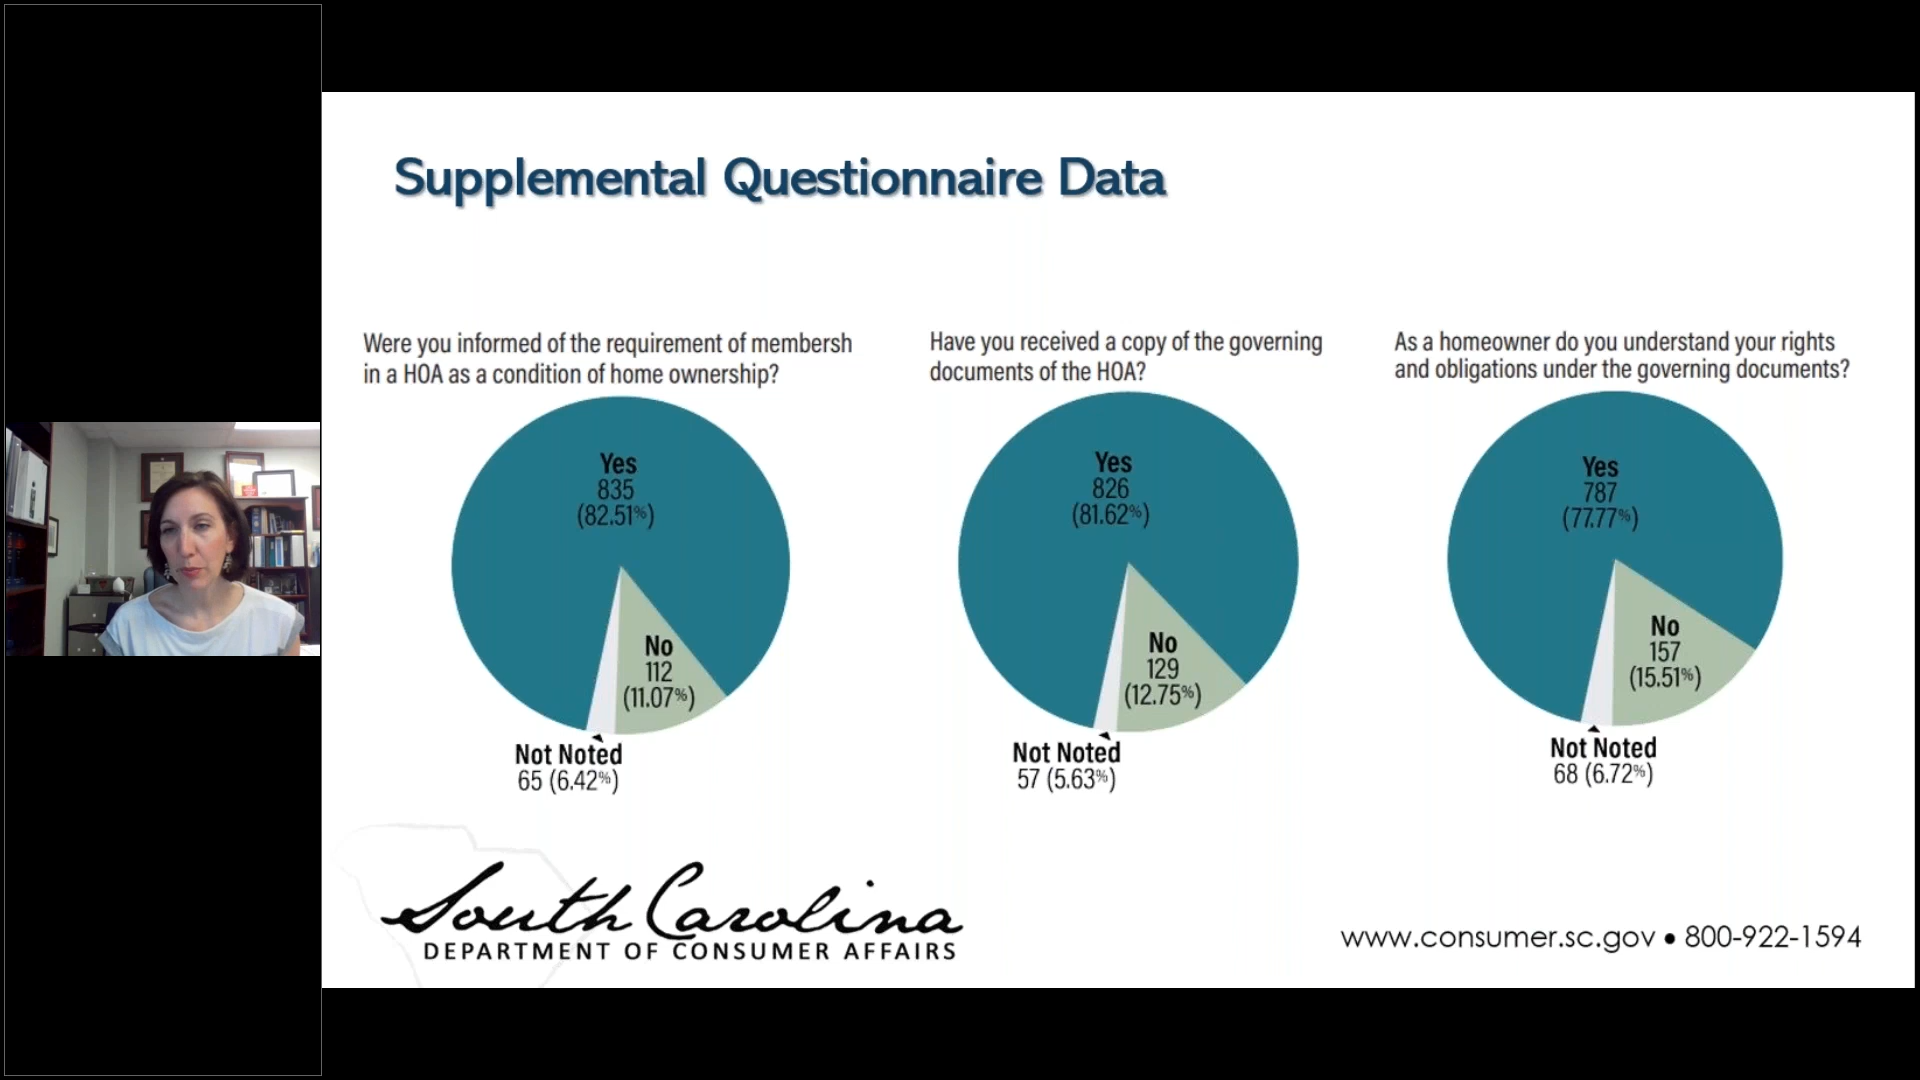 Supplemental Questionnaire Data
Were you informed of the requirement of membersh
in a HOA as a condition of home ownership?
Yes
835
(82.51%)
No
112
(11.07%)
Not Noted
65 (6.42%)
Have you received a copy of the governing
documents of the HOA?
Yes
826
(81.62%)
No
129
(12.75%)
Not Noted
57 (5.63%)
As a homeowner do you understand your rights
and obligations under the governing documents?
Yes
787
(77.77%)
No
157
(15.51%)
Not Noted
68 (6.72%)
South Carolina
DEPARTMENT OF CONSUMER AFFAIRS
www.consumer.sc.gov • 800-922-1594